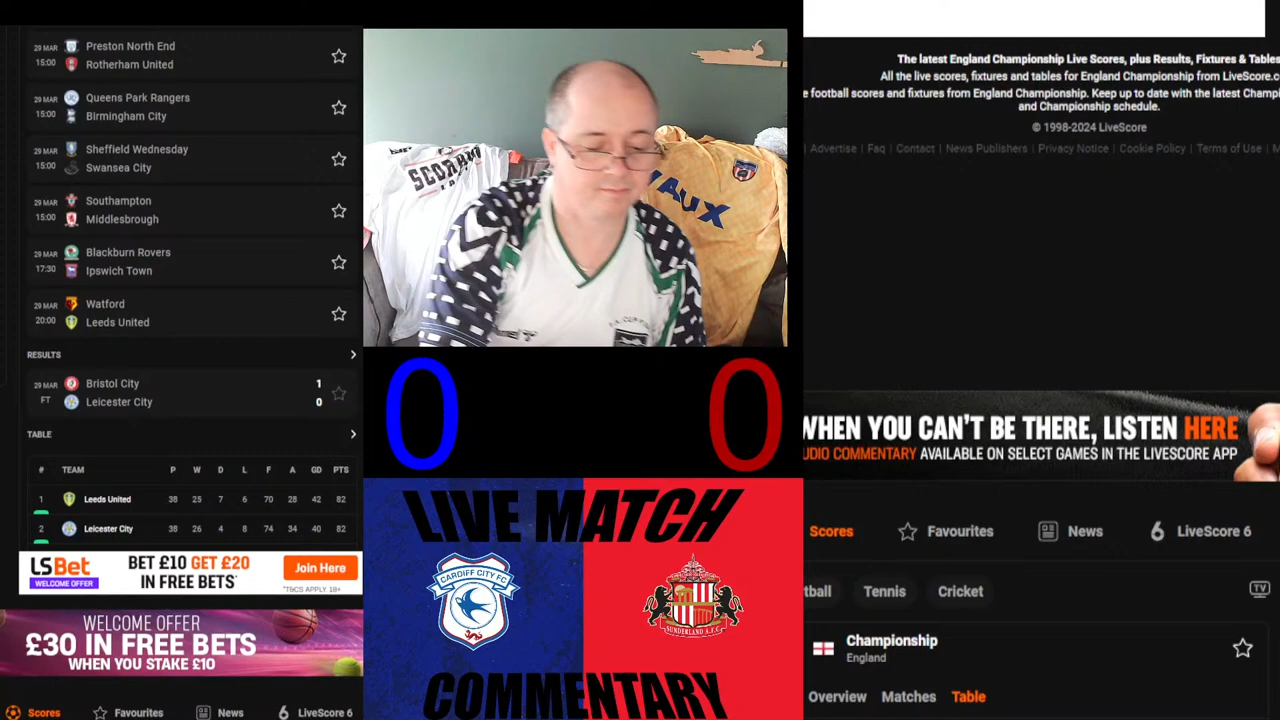 29 MAR
15:00
Preston North End
Rotherham United
29 MAR
15:00
Queens Park Rangers
Birmingham City
29 MAR
15:00
Sheffield Wednesday
Swansea City
29 MAR
15:00
Southampton
Middlesbrough
29 MAR
17:30
Blackburn Rovers
Ipswich Town
29 MAR
20:00
Watford
Leeds United
RESULTS
29 MAR
FT
Bristol City 1
Leicester City 0
TABLE
# TEAM P W D L F A GD PTS
1 Leeds United 38 25 7 6 70 28 42 82
2 Leicester City 38 26 4 8 74 34 40 82
LSBet
WELCOME OFFER
BET £10 GET £20
IN FREE BETS*
Join Here
*T&CS APPLY. 18+
WELCOME OFFER
£30 IN FREE BETS
WHEN YOU STAKE £10
Scores Favourites News 6 LiveScore 6
VAUX
0 0
LIVE MATCH
CARDIFF CITY FC
SUNDERLAND A.F.C
COMMENTARY
The latest England Championship Live Scores, plus Results, Fixtures & Tables
All the live scores, fixtures and tables for England Championship from LiveScore.c
e football scores and fixtures from England Championship. Keep up to date with the latest Champi
and Championship schedule.
© 1998-2024 LiveScore
Advertise | Faq | Contact | News Publishers | Privacy Notice | Cookie Policy | Terms of Use | M
WHEN YOU CAN'T BE THERE, LISTEN HERE
UDIO COMMENTARY AVAILABLE ON SELECT GAMES IN THE LIVESCORE APP
Scores Favourites News 6 LiveScore 6
tball Tennis Cricket
TV
Championship
England
Overview Matches Table